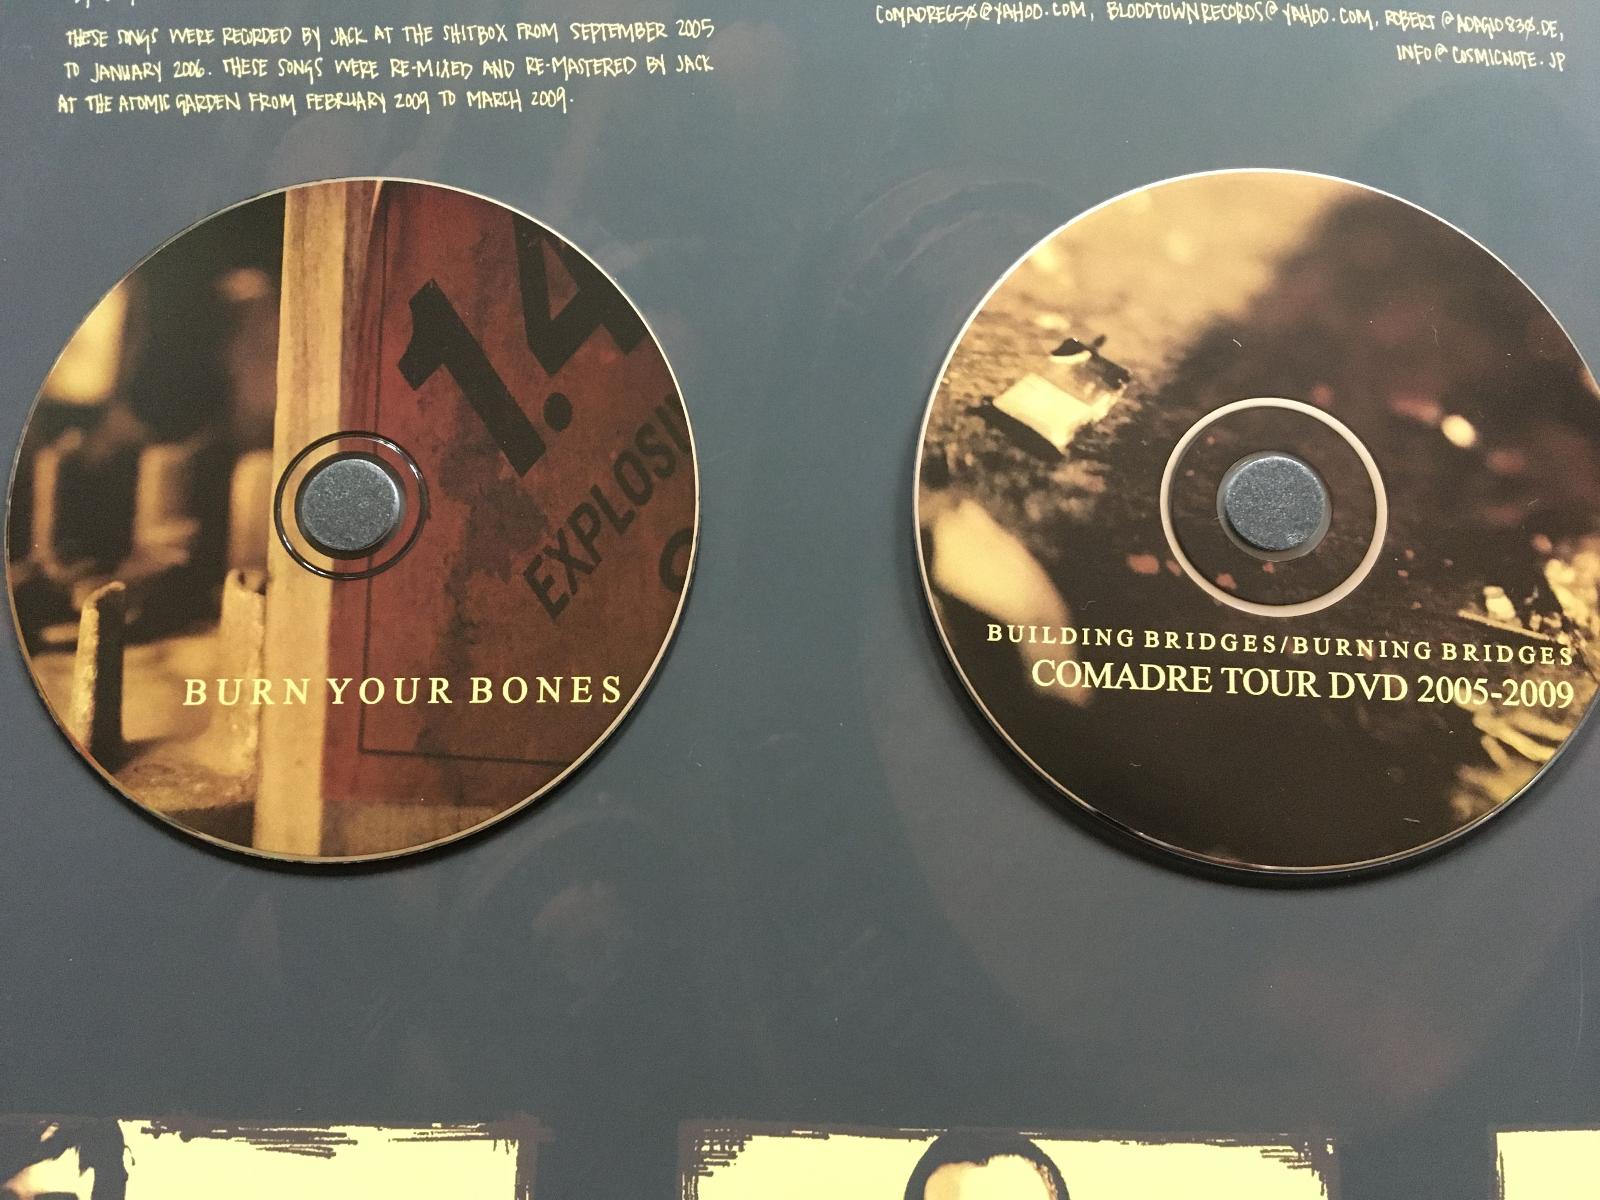 THESE SONGS WERE RECORDED BY JACK AT THE SHITBOX FROM SEPTEMBER 2005
TO JANUARY 2006. THESE SONGS WERE RE-MIXED AND RE-MASTERED BY JACK
AT THE ATOMIC GARDEN FROM FEBRUARY 2009 TO MARCH 2009.
COMADRE650@YAHOO.COM, BLOODTOWNRECORDS@YAHOO.COM, ROBERT@ADAGIO830.DE,
INFO@COSMICNOTE.JP
1.4
EXPLOSI
BURN YOUR BONES
BUILDING BRIDGES/BURNING BRIDGES
COMADRE TOUR DVD 2005-2009